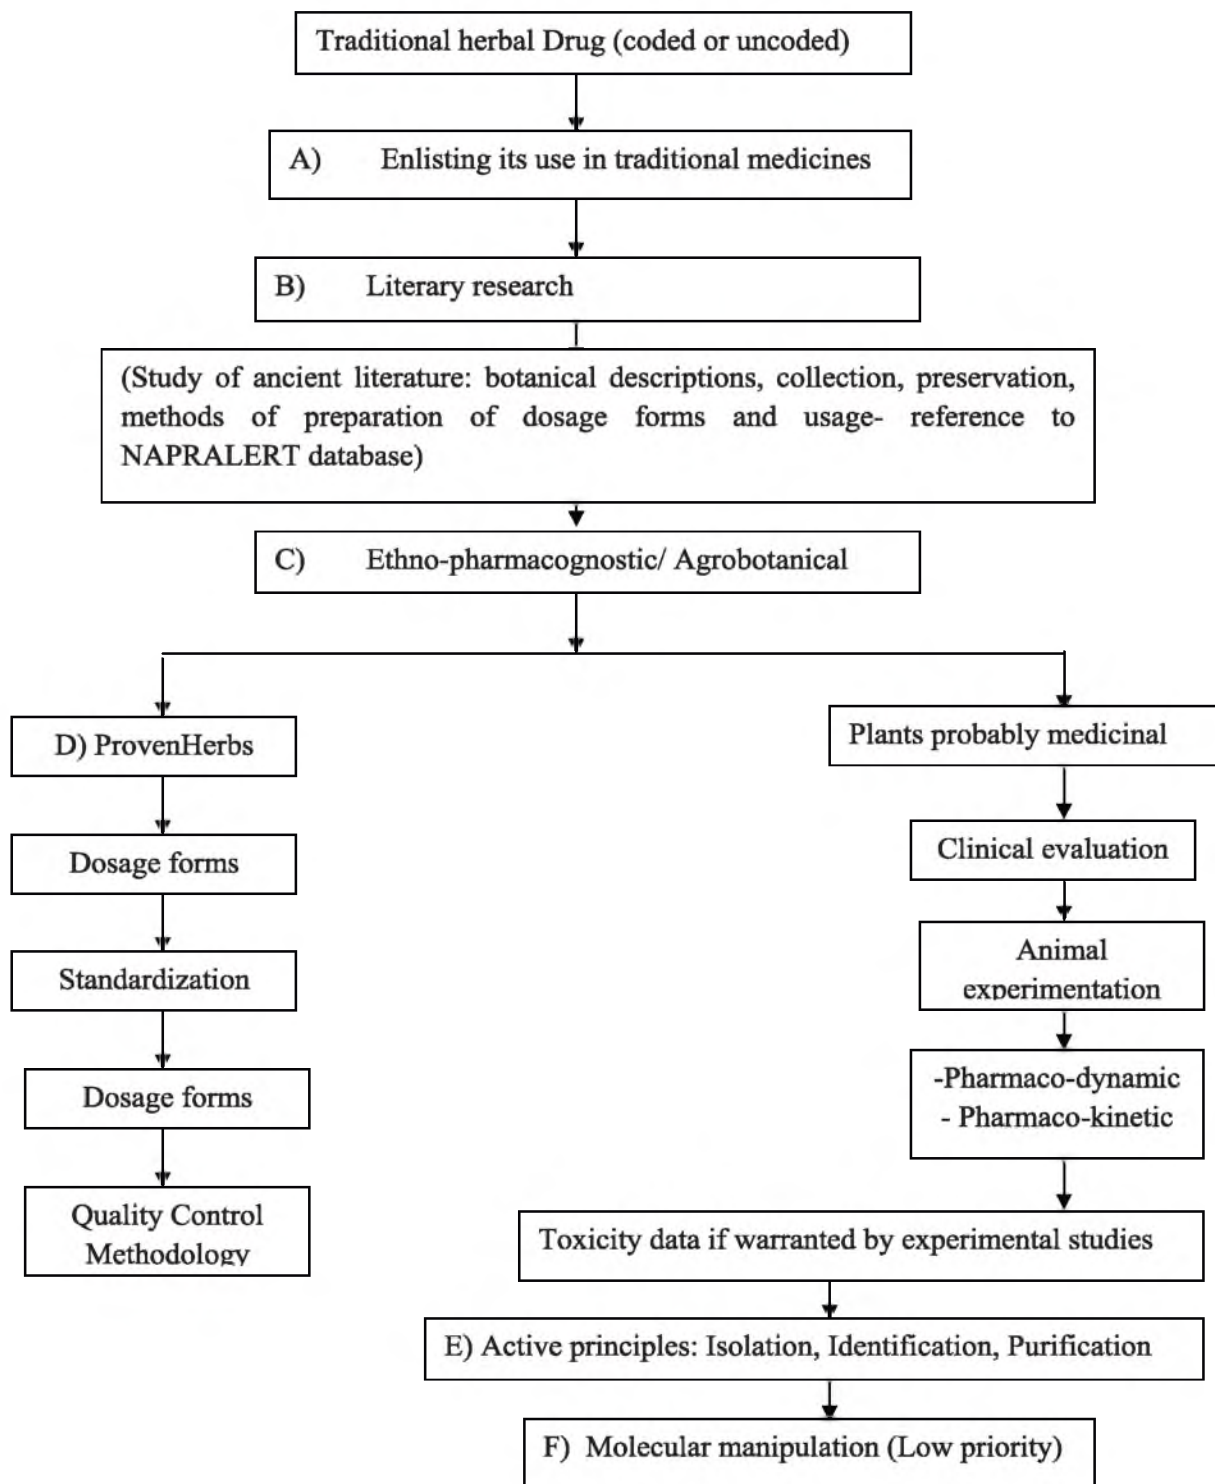 Traditional herbal Drug (coded or uncoded)
A) Enlisting its use in traditional medicines
B) Literary research
(Study of ancient literature: botanical descriptions, collection, preservation,
methods of preparation of dosage forms and usage- reference to
NAPRALERT database)
C) Ethno-pharmacognostic/ Agrobotanical
D) ProvenHerbs
Dosage forms
Standardization
Dosage forms
Quality Control
Methodology
Plants probably medicinal
Clinical evaluation
Animal
experimentation
-Pharmaco-dynamic
- Pharmaco-kinetic
Toxicity data if warranted by experimental studies
E) Active principles: Isolation, Identification, Purification
F) Molecular manipulation (Low priority)